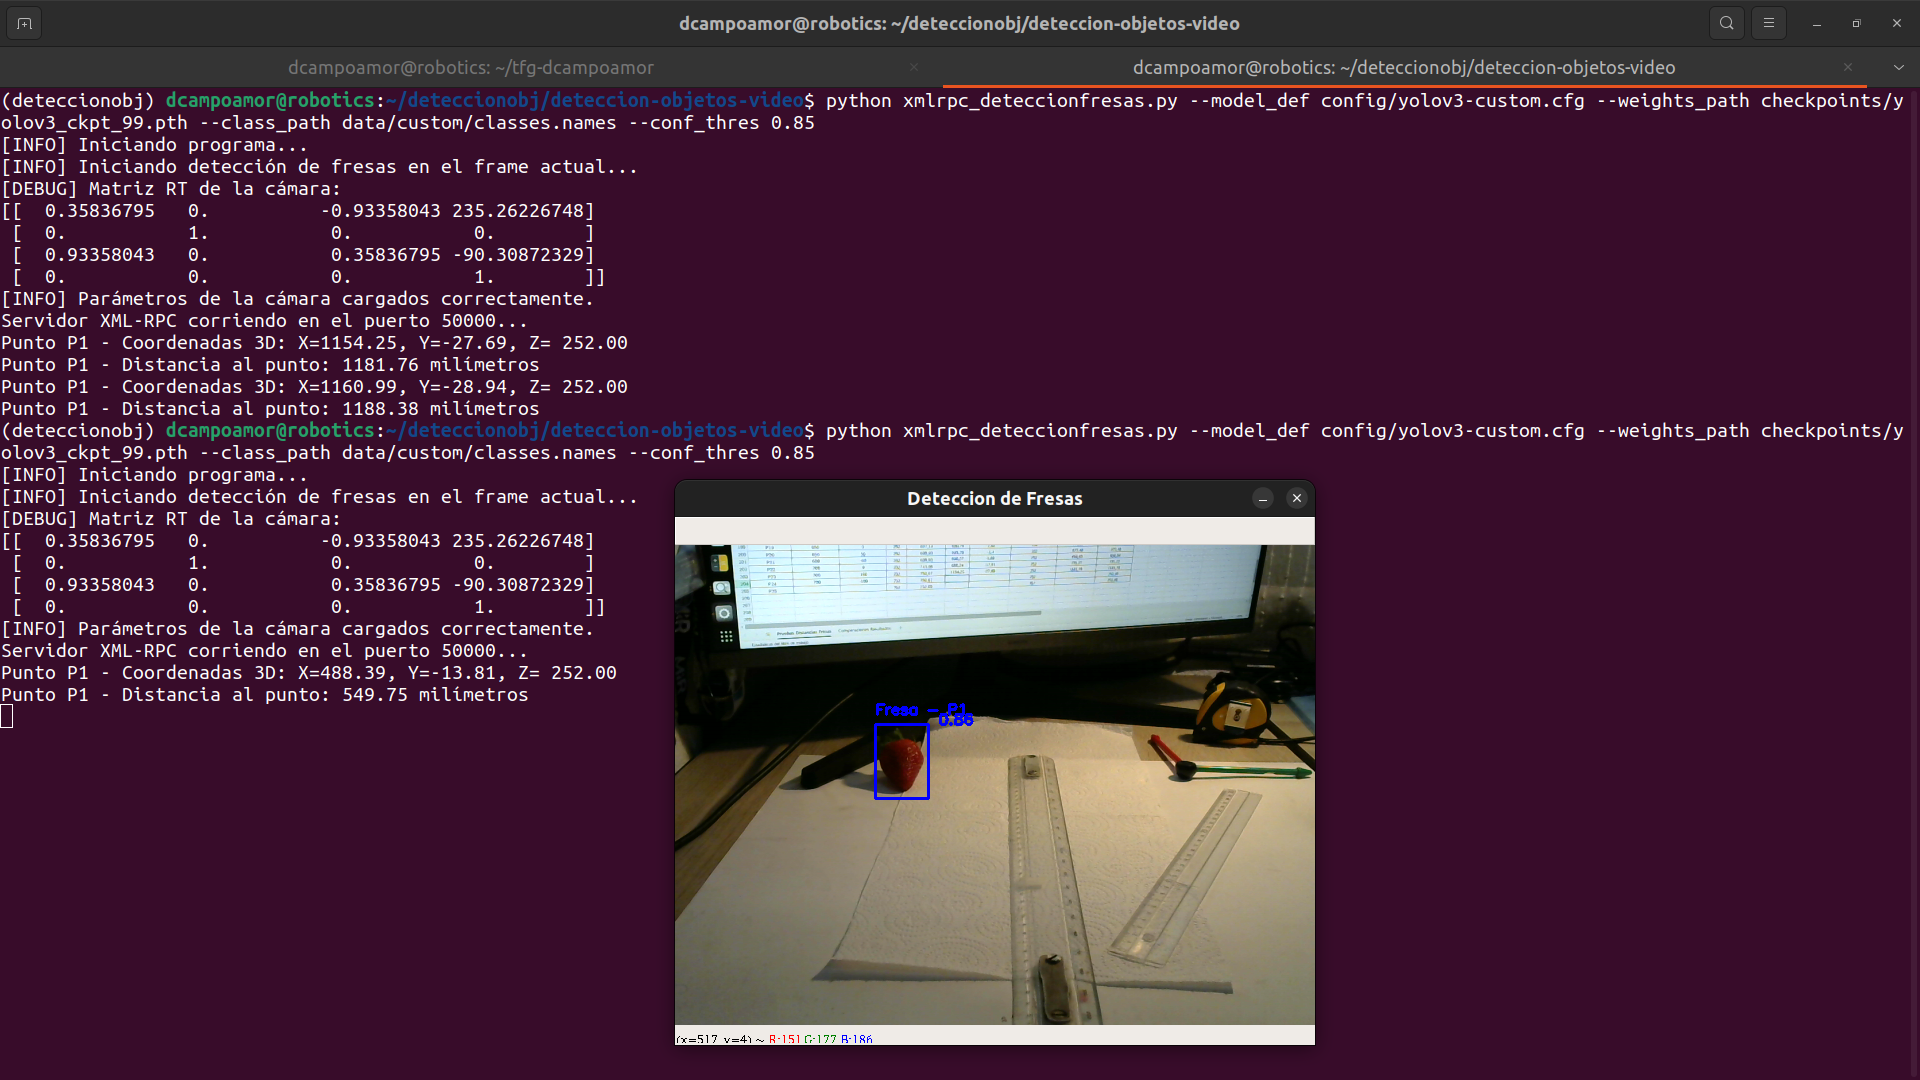 dcampoamor@robotics: ~/deteccionobj/deteccion-objetos-video
dcampoamor@robotics: ~/tfg-dcampoamor
dcampoamor@robotics: ~/deteccionobj/deteccion-objetos-video
(deteccionobj) dcampoamor@robotics:~/deteccionobj/deteccion-objetos-video$ python xmlrpc_deteccionfresas.py --model_def config/yolov3-custom.cfg --weights_path checkpoints/y
olov3_ckpt_99.pth --class_path data/custom/classes.names --conf_thres 0.85
[INFO] Iniciando programa...
[INFO] Iniciando detección de fresas en el frame actual...
[DEBUG] Matriz RT de la cámara:
[[  0.35836795   0.          -0.93358043 235.26226748]
 [  0.           1.           0.           0.        ]
 [  0.93358043   0.           0.35836795 -90.30872329]
 [  0.           0.           0.           1.        ]]
[INFO] Parámetros de la cámara cargados correctamente.
Servidor XML-RPC corriendo en el puerto 50000...
Punto P1 - Coordenadas 3D: X=1154.25, Y=-27.69, Z= 252.00
Punto P1 - Distancia al punto: 1181.76 milímetros
Punto P1 - Coordenadas 3D: X=1160.99, Y=-28.94, Z= 252.00
Punto P1 - Distancia al punto: 1188.38 milímetros
(deteccionobj) dcampoamor@robotics:~/deteccionobj/deteccion-objetos-video$ python xmlrpc_deteccionfresas.py --model_def config/yolov3-custom.cfg --weights_path checkpoints/y
olov3_ckpt_99.pth --class_path data/custom/classes.names --conf_thres 0.85
[INFO] Iniciando programa...
[INFO] Iniciando detección de fresas en el frame actual...
[DEBUG] Matriz RT de la cámara:
[[  0.35836795   0.          -0.93358043 235.26226748]
 [  0.           1.           0.           0.        ]
 [  0.93358043   0.           0.35836795 -90.30872329]
 [  0.           0.           0.           1.        ]]
[INFO] Parámetros de la cámara cargados correctamente.
Servidor XML-RPC corriendo en el puerto 50000...
Punto P1 - Coordenadas 3D: X=488.39, Y=-13.81, Z= 252.00
Punto P1 - Distancia al punto: 549.75 milímetros
Deteccion de Fresas
Fresa - P1
0.86
(x=517, y=4) ~ R:151 G:177 B:186